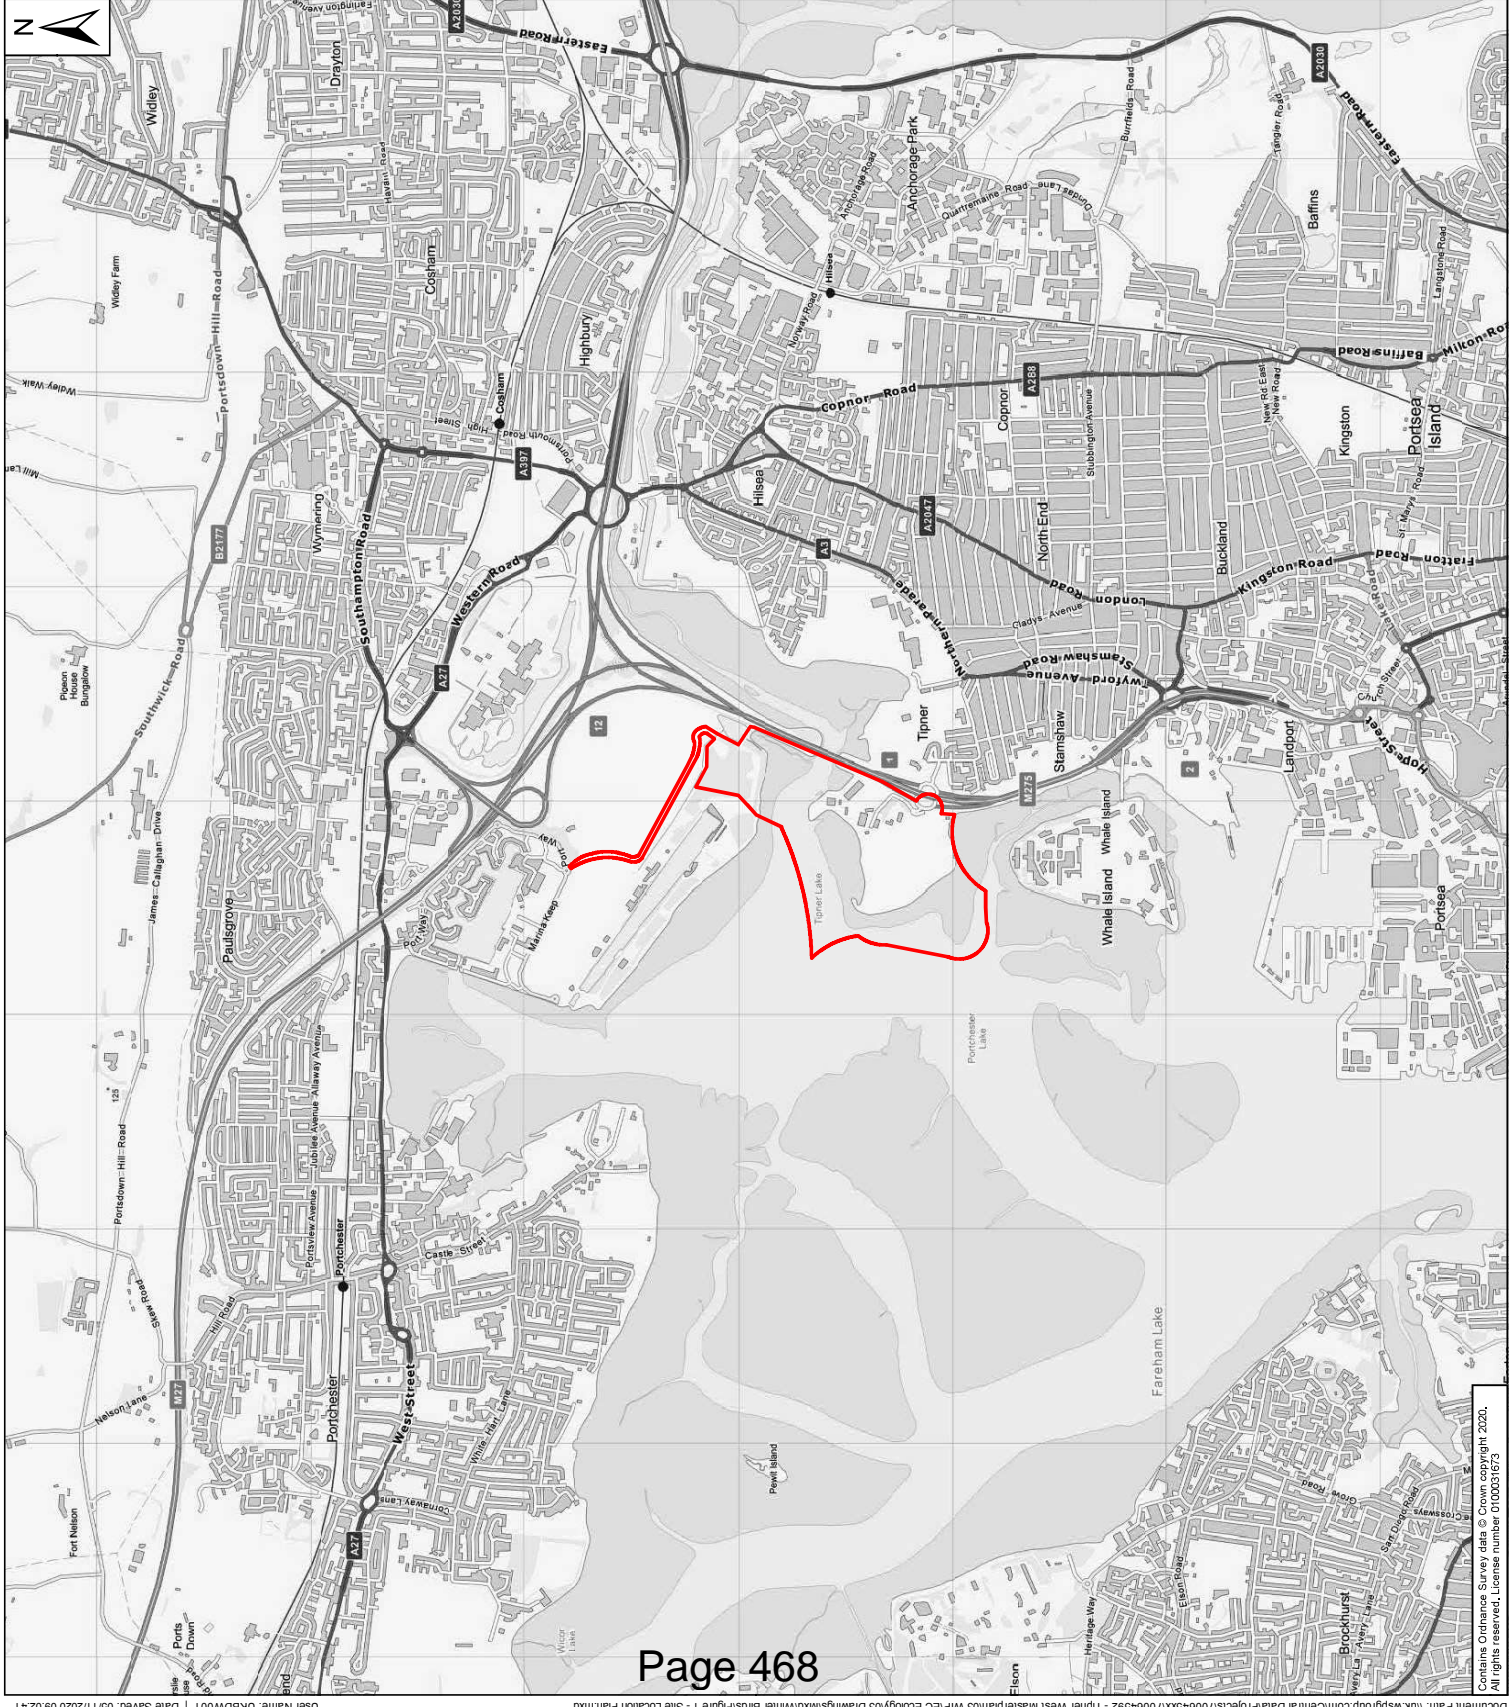 N
Widley
Drayton
Farlington Avenue
A2030
Eastern Road
Widley Farm
Portsdown Hill Road
Havant Road
Cosham
Widley Walk
Highbury
Cosham
High Street
Portsmouth Road
A397
B2177
Wymering
Southampton Road
Western Road
A27
Pigeon
House
Bungalow
Southwick Road
James Callaghan Drive
Paulsgrove
Port Way
Port Way
Marina Keep
12
Anchorage Road
Anchorage Park
Quartremaine Road
Dundas Lane
Burrfields Road
Tangier Road
A2030
Eastern Road
Baffins
Langstone Road
Hilsea
Norway Road
Copnor Road
A288
Copnor
Stubbington Avenue
New Rd East
New Road
Baffins Road
Milton Ro
Kingston
Portsea
Island
St Marys Road
Hilsea
A2047
A3
North End
London Road
Gladys Avenue
Northern Parade
Stamshaw Road
Twyford Avenue
Buckland
Kingston Road
Fratton Road
Lake Road
Church Street
Hope Street
Landport
Tipner
1
Stamshaw
M275
2
Whale Island
Whale Island
Tipner Lake
Portsea
Portchester
Lake
125
Portsdown Hill Road
Allaway Avenue
Jubilee Avenue
Portsview Avenue
Portchester
Castle Street
Skew Road
Hill Road
Nelson Lane
M27
Portchester
West Street
White Hart Lane
Cornaway Lane
A27
Fort Nelson
Ports
Down
Wicor
Lake
Pewit Island
Fareham Lake
Heritage Way
Elson Road
Elson
Brockhurst
Grove Road
San Diego Road
Avery Lane
Page 468
Contains Ordnance Survey data © Crown copyright 2020.
All rights reserved. License number 0100031673